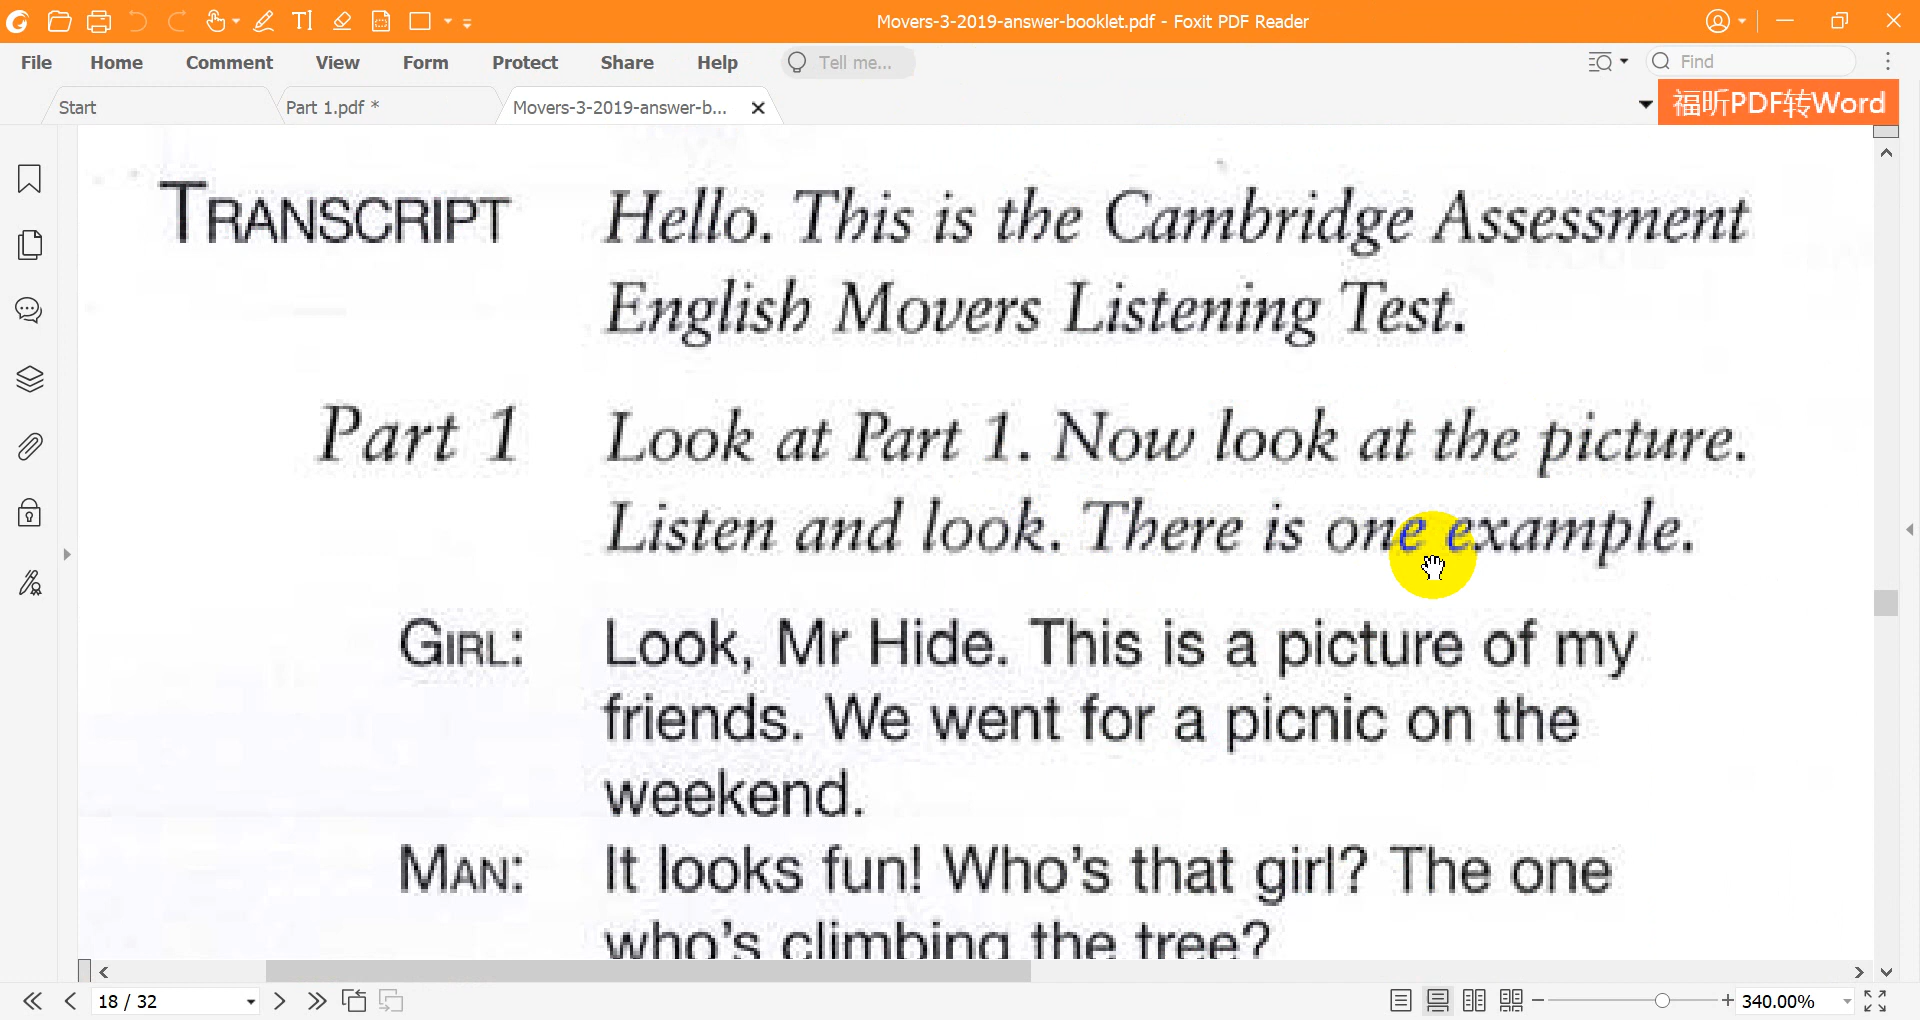 Movers-3-2019-answer-booklet.pdf - Foxit PDF Reader
File Home Comment View Form Protect Share Help Tell me... Find
Start Part 1.pdf * Movers-3-2019-answer-b... 福昕PDF转Word
TRANSCRIPT Hello. This is the Cambridge Assessment
English Movers Listening Test.
Part 1 Look at Part 1. Now look at the picture.
Listen and look. There is one example.
GIRL: Look, Mr Hide. This is a picture of my
friends. We went for a picnic on the
weekend.
MAN: It looks fun! Who's that girl? The one
who's climbing the tree?
18 / 32 340.00%